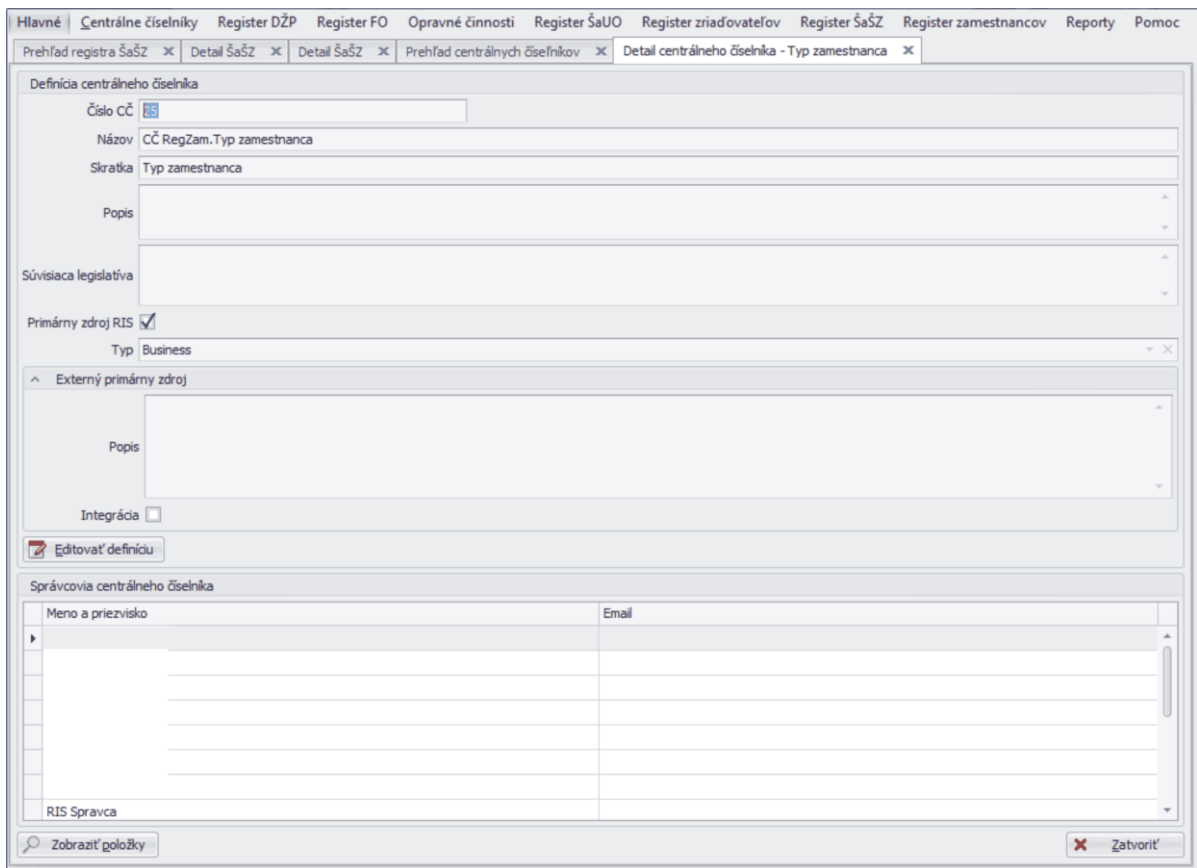 Hlavné Centrálne číselníky Register DŽP Register FO Opravné činnosti Register ŠaUO Register zriaďovateľov Register ŠaŠZ Register zamestnancov Reporty Pomoc
Prehľad registra ŠaŠZ Detail ŠaŠZ Detail ŠaŠZ Prehľad centrálnych číselníkov Detail centrálneho číselníka - Typ zamestnanca
Definícia centrálneho číselníka
Číslo CČ
Názov CČ RegZam.Typ zamestnanca
Skratka Typ zamestnanca
Popis
Súvisiaca legislatíva
Primárny zdroj RIS
Typ Business
Externý primárny zdroj
Popis
Integrácia
Editovať definíciu
Správcovia centrálneho číselníka
Meno a priezvisko Email
RIS Spravca
Zobraziť položky Zatvoriť